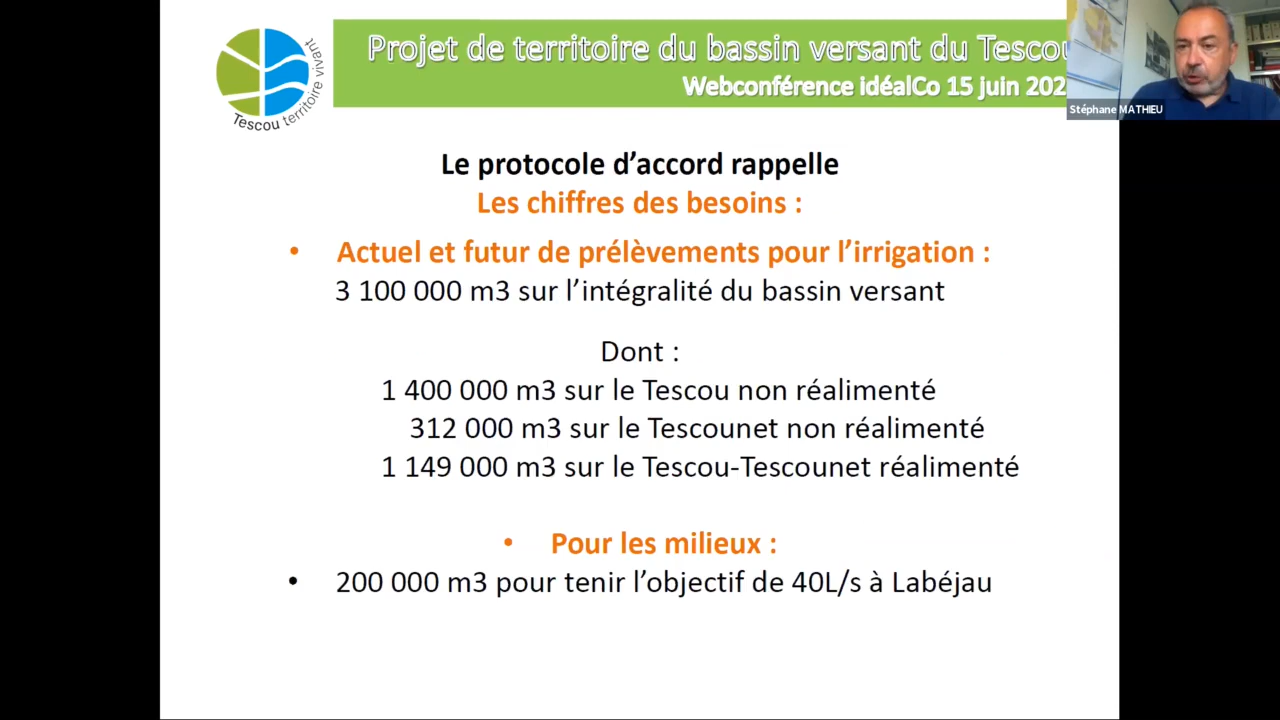 Projet de territoire du bassin versant du Tescou
Webconférence idéalCo 15 juin 202
Tescou territoire vivant
Stéphane MATHIEU
Le protocole d’accord rappelle
Les chiffres des besoins :
• Actuel et futur de prélèvements pour l’irrigation :
3 100 000 m3 sur l’intégralité du bassin versant
Dont :
1 400 000 m3 sur le Tescou non réalimenté
312 000 m3 sur le Tescounet non réalimenté
1 149 000 m3 sur le Tescou-Tescounet réalimenté
• Pour les milieux :
• 200 000 m3 pour tenir l’objectif de 40L/s à Labéjau